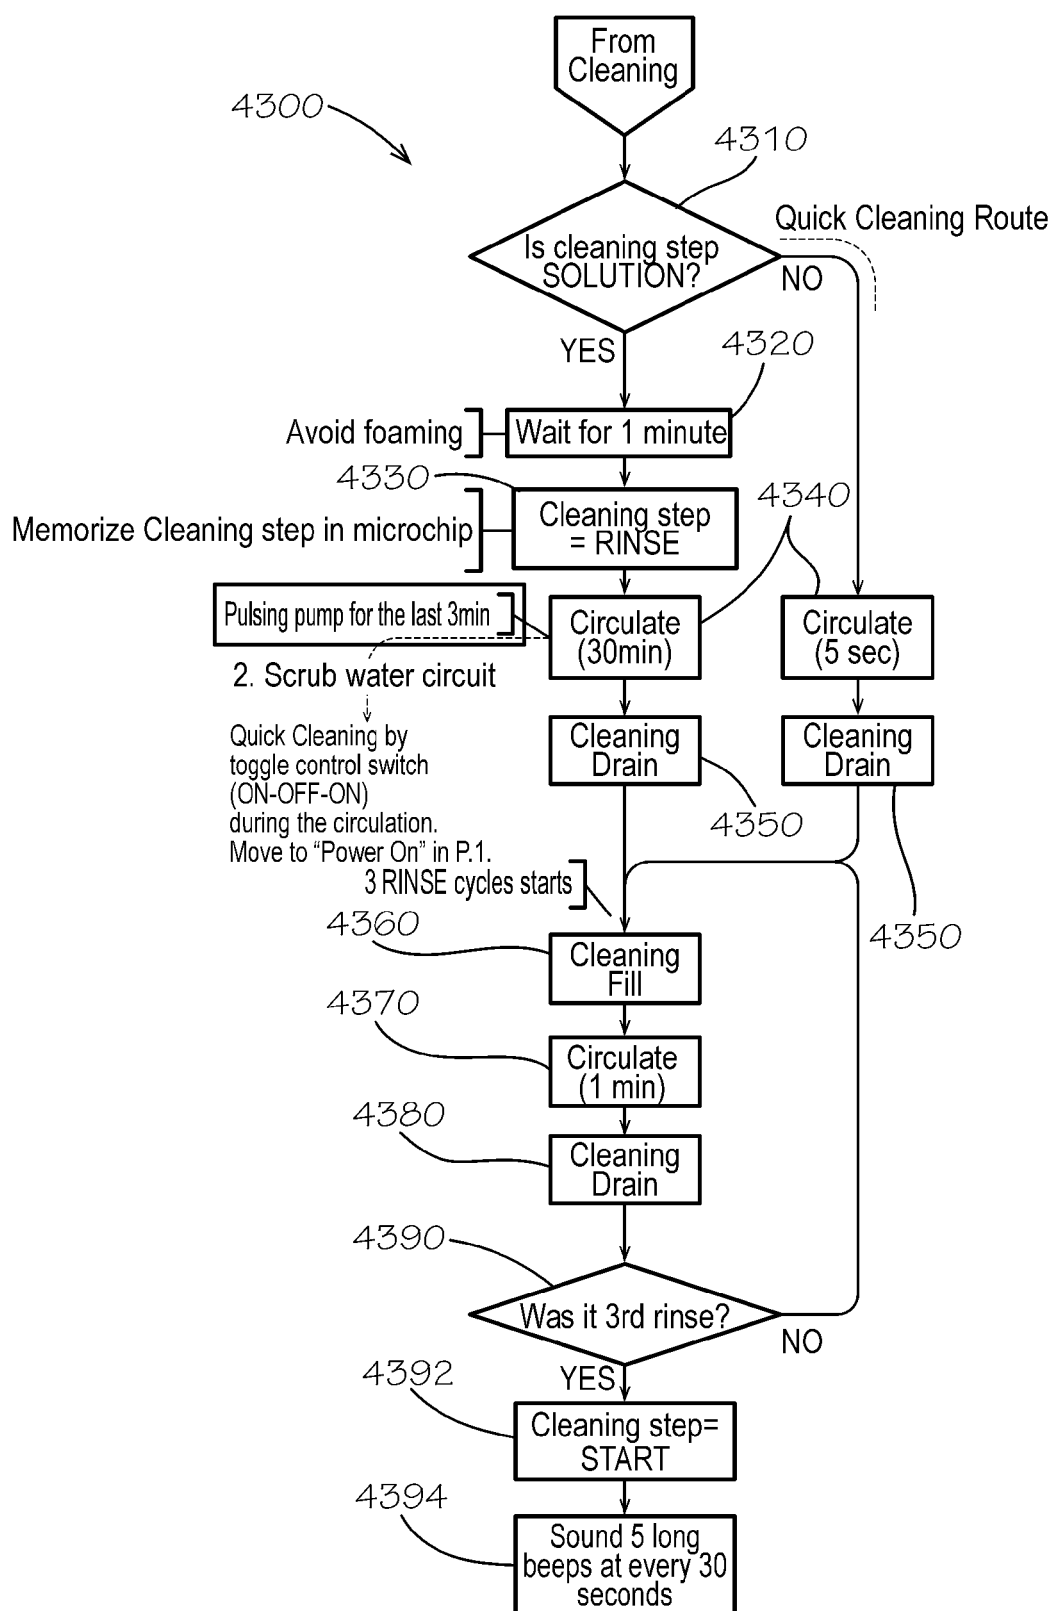 From
Cleaning
4300
4310
Quick Cleaning Route
Is cleaning step
SOLUTION?
NO
YES
4320
Avoid foaming
Wait for 1 minute
4330
4340
Memorize Cleaning step in microchip
Cleaning step
= RINSE
Pulsing pump for the last 3min
Circulate
(30min)
Circulate
(5 sec)
2. Scrub water circuit
Quick Cleaning by
toggle control switch
(ON-OFF-ON)
during the circulation.
Move to “Power On” in P.1.
Cleaning
Drain
Cleaning
Drain
4350
3 RINSE cycles starts
4360
4350
Cleaning
Fill
4370
Circulate
(1 min)
4380
Cleaning
Drain
4390
Was it 3rd rinse?
NO
YES
4392
Cleaning step=
START
4394
Sound 5 long
beeps at every 30
seconds